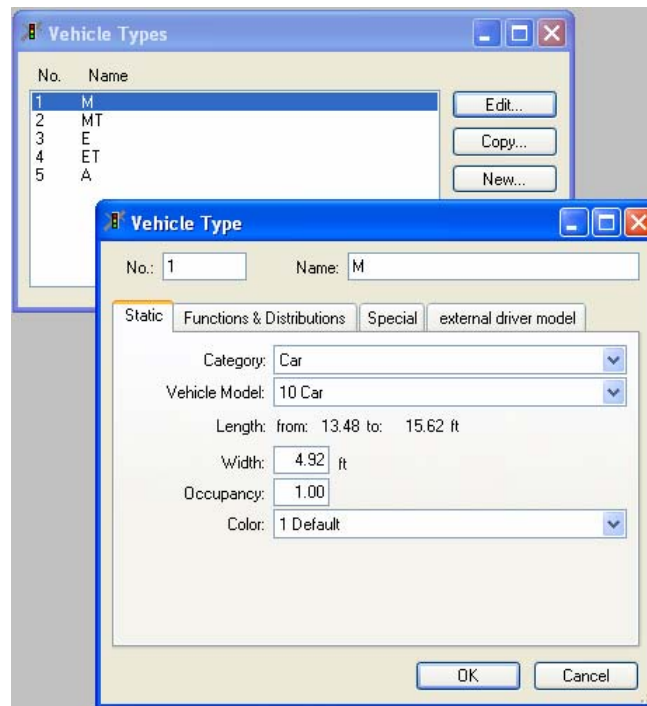 Vehicle Types
No. Name
1 M
2 MT
3 E
4 ET
5 A
Edit...
Copy...
New...
Vehicle Type
No.: 1 Name: M
Static Functions & Distributions Special external driver model
Category: Car
Vehicle Model: 10 Car
Length: from: 13.48 to: 15.62 ft
Width: 4.92 ft
Occupancy: 1.00
Color: 1 Default
OK Cancel